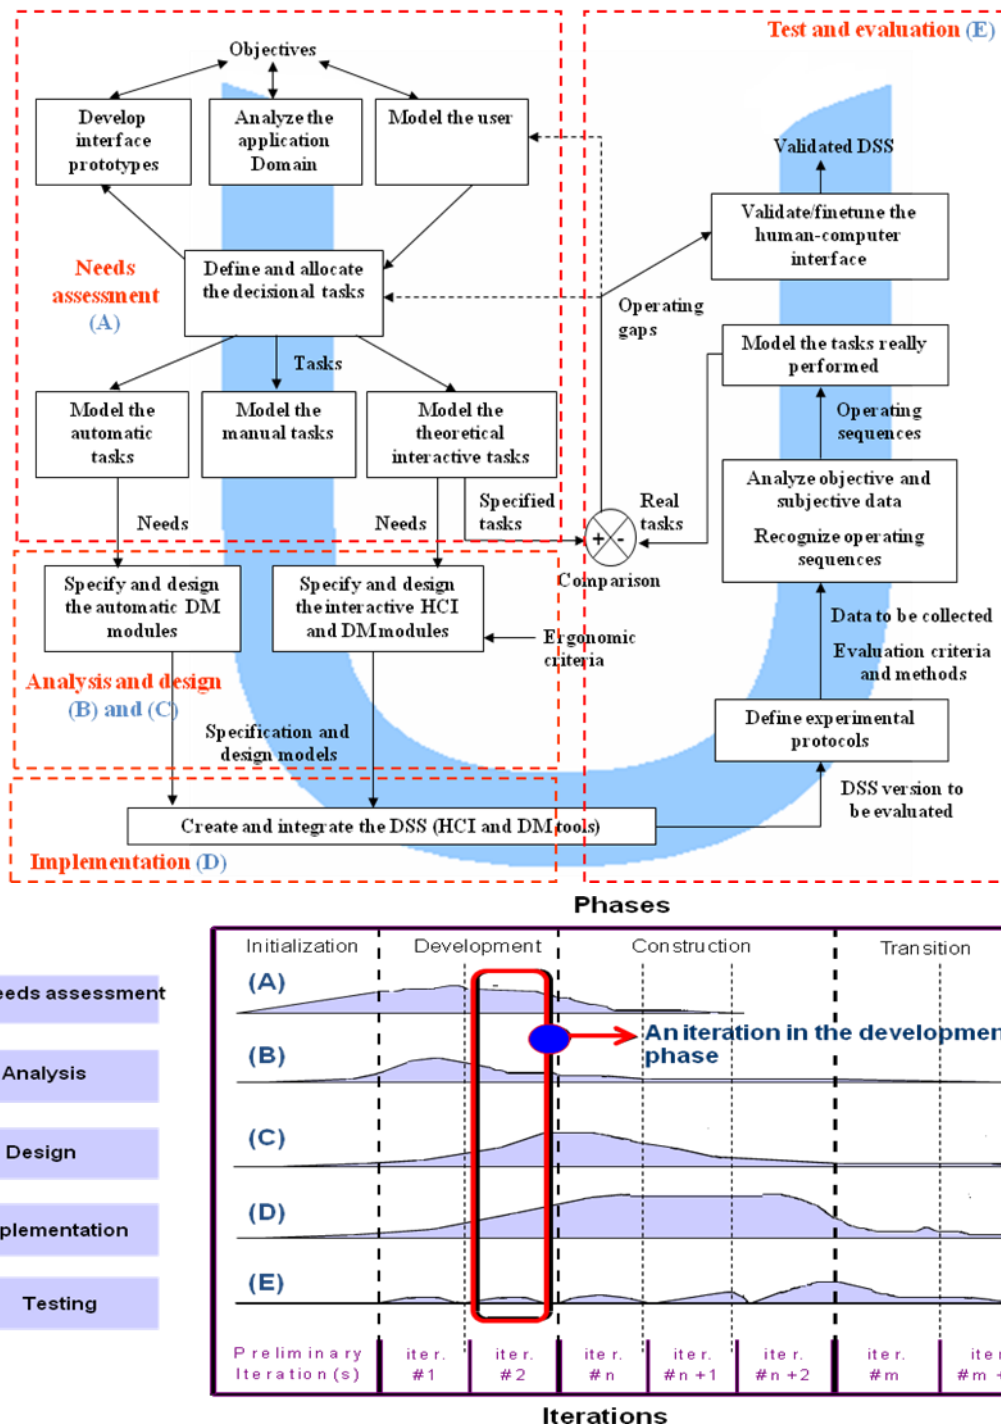 Test and evaluation (E)
Objectives
Develop
interface
prototypes
Analyze the
application
Domain
Model the user
Validated DSS
Validate/finetune the
human-computer
interface
Needs
assessment
(A)
Define and allocate
the decisional tasks
Operating
gaps
Model the tasks really
performed
Tasks
Model the
automatic
tasks
Model the
manual tasks
Model the
theoretical
interactive tasks
Operating
sequences
Analyze objective and
subjective data
Recognize operating
sequences
Needs
Needs
Specified
tasks
Real
tasks
+ -
Comparison
Specify and design
the automatic DM
modules
Specify and design
the interactive HCI
and DM modules
Ergonomic
criteria
Data to be collected
Evaluation criteria
and methods
Analysis and design
(B) and (C)
Specification and
design models
Define experimental
protocols
DSS version to
be evaluated
Create and integrate the DSS (HCI and DM tools)
Implementation (D)
Phases
Initialization Development Construction Transition
eeds assessment
(A)
An iteration in the developmen
phase
Analysis
(B)
Design
(C)
plementation
(D)
Testing
(E)
Preliminary
Iteration(s)
iter.
#1
iter.
#2
iter.
#n
iter.
#n+1
iter.
#n+2
iter.
#m
ite
#m +
Iterations